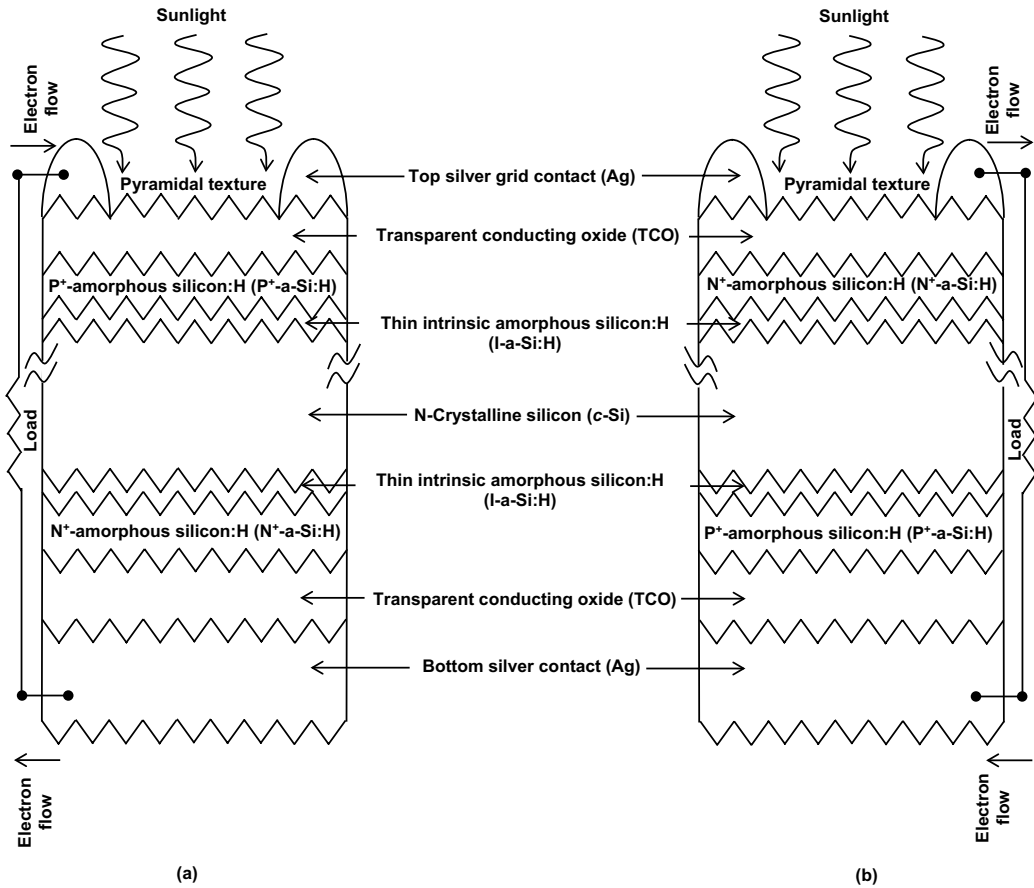 Sunlight
Sunlight
Electron
flow
Electron
flow
Pyramidal texture
Top silver grid contact (Ag)
Pyramidal texture
Transparent conducting oxide (TCO)
P⁺-amorphous silicon:H (P⁺-a-Si:H)
N⁺-amorphous silicon:H (N⁺-a-Si:H)
Thin intrinsic amorphous silicon:H
(I-a-Si:H)
Load
N-Crystalline silicon (c-Si)
Load
Thin intrinsic amorphous silicon:H
(I-a-Si:H)
N⁺-amorphous silicon:H (N⁺-a-Si:H)
P⁺-amorphous silicon:H (P⁺-a-Si:H)
Transparent conducting oxide (TCO)
Bottom silver contact (Ag)
Electron
flow
Electron
flow
(a)
(b)